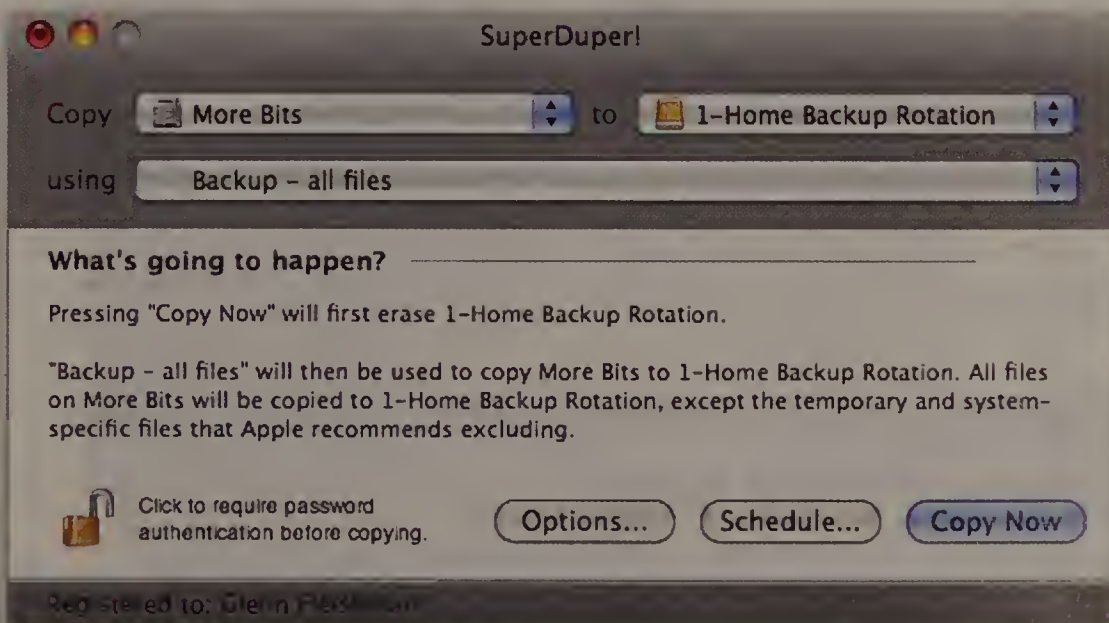 SuperDuper!
Copy More Bits to 1-Home Backup Rotation
using Backup - all files
What's going to happen?
Pressing "Copy Now" will first erase 1-Home Backup Rotation.
"Backup - all files" will then be used to copy More Bits to 1-Home Backup Rotation. All files
on More Bits will be copied to 1-Home Backup Rotation, except the temporary and system-
specific files that Apple recommends excluding.
Click to require password
authentication before copying.
Options...
Schedule...
Copy Now
Registered to: Glenn